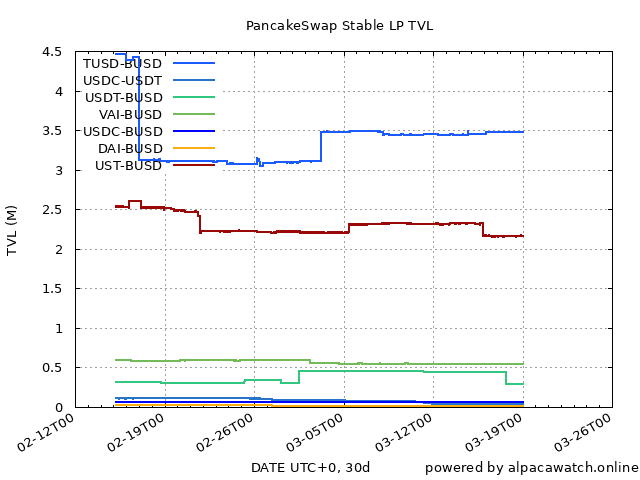 PancakeSwap Stable LP TVL
4.5
4
3.5
3
2.5
2
1.5
1
0.5
0
TVL (M)
TUSD-BUSD
USDC-USDT
USDT-BUSD
VAI-BUSD
USDC-BUSD
DAI-BUSD
UST-BUSD
02-12T00
02-19T00
02-26T00
03-05T00
03-12T00
03-19T00
03-26T00
DATE UTC+0, 30d
powered by alpacawatch.online